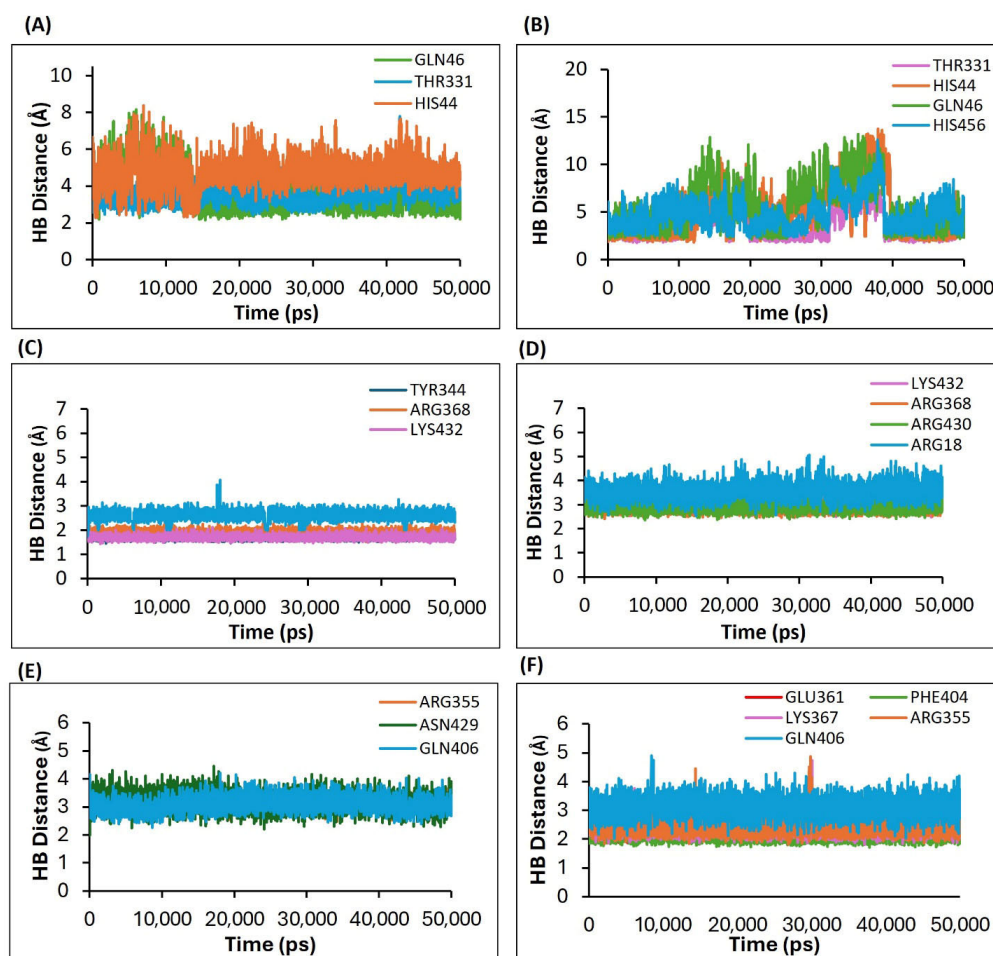 (A)
GLN46
THR331
HIS44
HB Distance (Å)
10
8
6
4
2
0
0 10,000 20,000 30,000 40,000 50,000
Time (ps)
(B)
THR331
HIS44
GLN46
HIS456
HB Distance (Å)
20
15
10
5
0
0 10,000 20,000 30,000 40,000 50,000
Time (ps)
(C)
TYR344
ARG368
LYS432
HB Distance (Å)
7
6
5
4
3
2
1
0
0 10,000 20,000 30,000 40,000 50,000
Time (ps)
(D)
LYS432
ARG368
ARG430
ARG18
HB Distance (Å)
7
6
5
4
3
2
1
0
0 10,000 20,000 30,000 40,000 50,000
Time (ps)
(E)
ARG355
ASN429
GLN406
HB Distance (Å)
6
5
4
3
2
1
0
0 10,000 20,000 30,000 40,000 50,000
Time (ps)
(F)
GLU361 PHE404
LYS367 ARG355
GLN406
HB Distance (Å)
6
5
4
3
2
1
0
0 10,000 20,000 30,000 40,000 50,000
Time (ps)